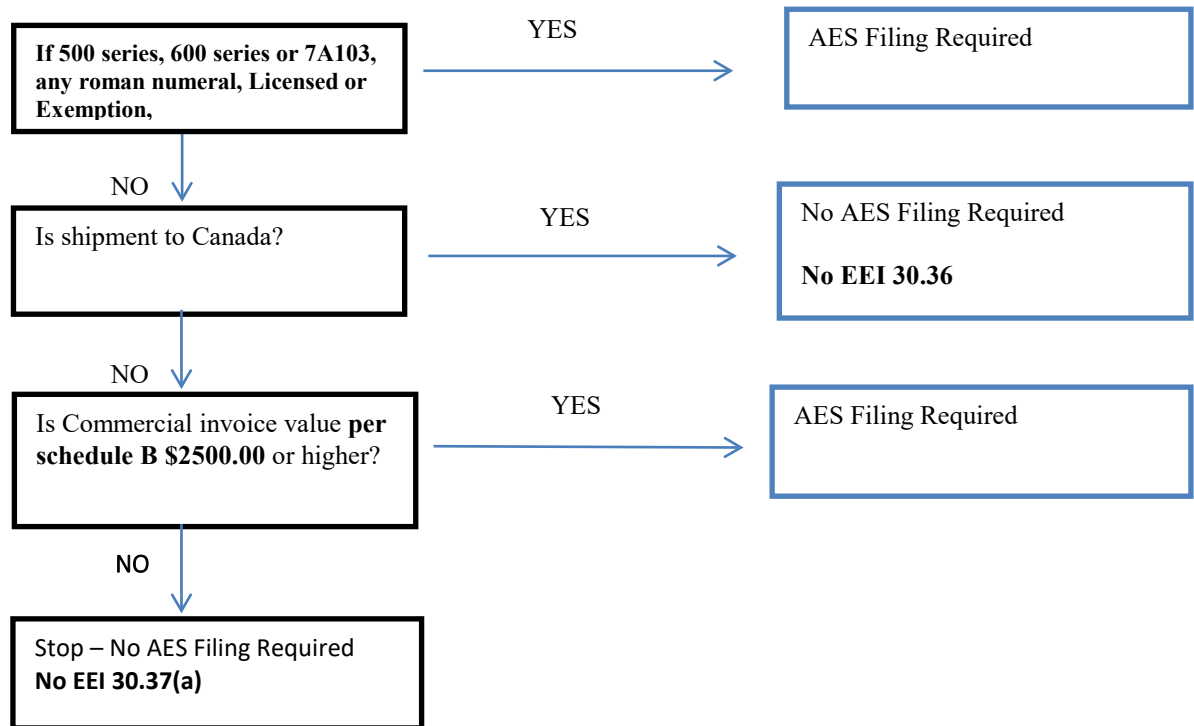 If 500 series, 600 series or 7A103,
any roman numeral, Licensed or
Exemption,
YES
AES Filing Required
NO
Is shipment to Canada?
YES
No AES Filing Required
No EEI 30.36
NO
Is Commercial invoice value per
schedule B $2500.00 or higher?
YES
AES Filing Required
NO
Stop – No AES Filing Required
No EEI 30.37(a)